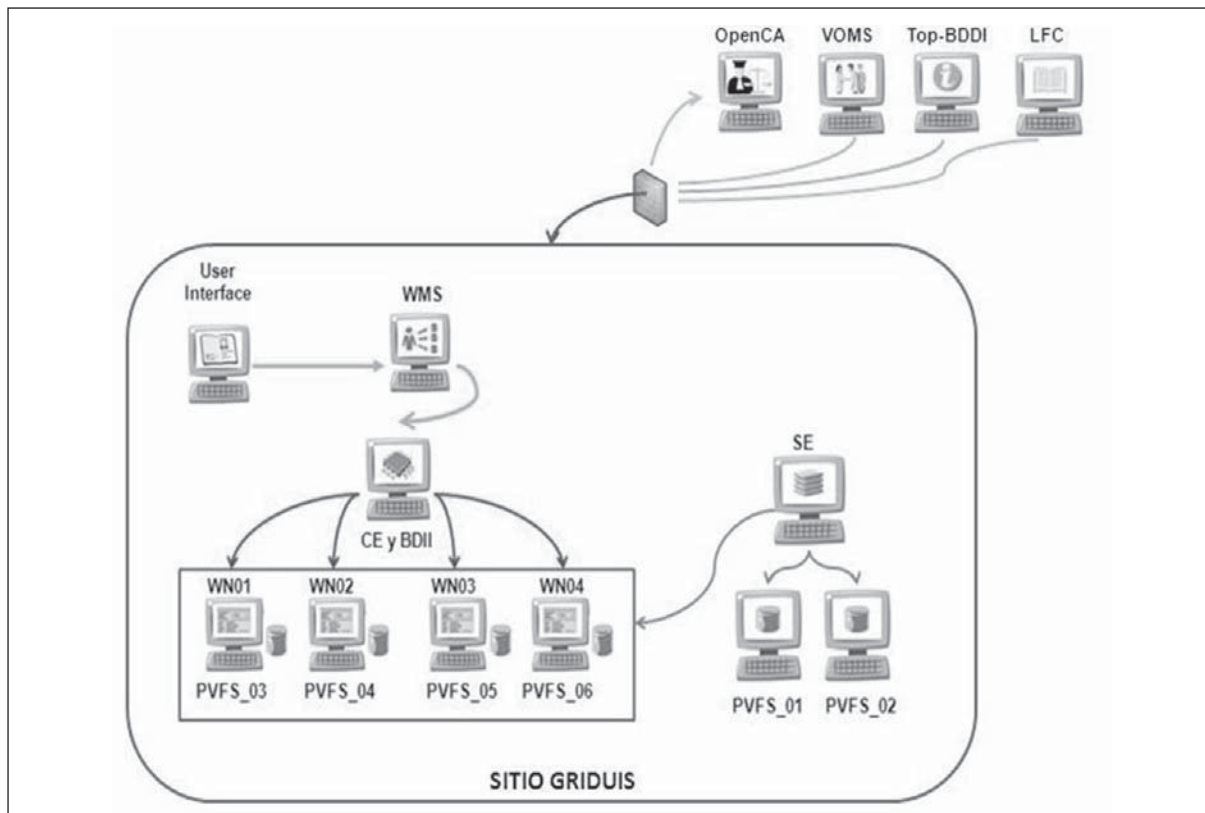 OpenCA VOMS Top-BDDI LFC
User
Interface
WMS
SE
CE y BDII
WN01 WN02 WN03 WN04
PVFS_03 PVFS_04 PVFS_05 PVFS_06
PVFS_01 PVFS_02
SITIO GRIDUIS